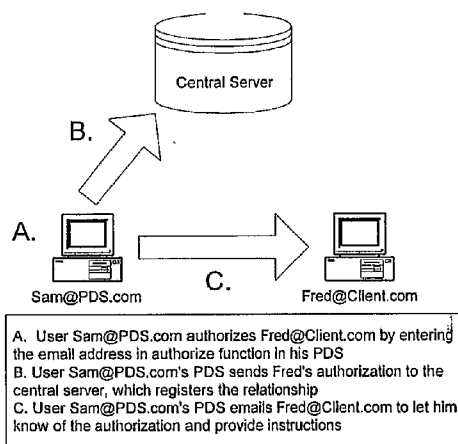 Central Server
B.
A.
C.
Sam@PDS.com
Fred@Client.com
A. User Sam@PDS.com authorizes Fred@Client.com by entering
the email address in authorize function in his PDS
B. User Sam@PDS.com's PDS sends Fred's authorization to the
central server, which registers the relationship
C. User Sam@PDS.com's PDS emails Fred@Client.com to let him
know of the authorization and provide instructions